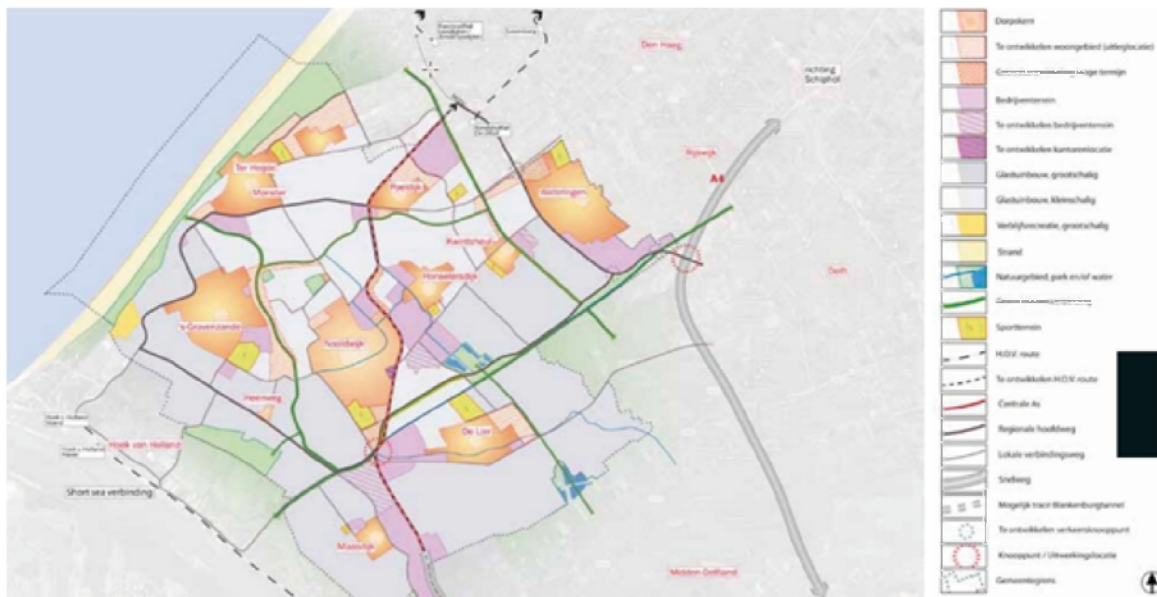 Den Haag
richting
Schiphol
Rijswijk
A4
Ter Heijde
Monster
Poeldijk
Wateringen
Kwintsheul
Honselersdijk
Delft
's-Gravenzande
Naaldwijk
Heenweg
De Lier
Hoek van Holland
Short sea verbinding
Maasdijk
Midden-Delfland
Dorpskern
Te ontwikkelen woongebied (uitleglocatie)
Bedrijventerrein
Te ontwikkelen bedrijventerrein
Te ontwikkelen kantorenlocatie
Glastuinbouw, grootschalig
Glastuinbouw, kleinschalig
Verblijfsrecreatie, grootschalig
Strand
Natuurgebied, park en/of water
Sportterrein
H.O.V. route
Te ontwikkelen H.O.V. route
Centrale As
Regionale hoofdweg
Lokale verbindingsweg
Snelweg
Mogelijk tracé Blankenburgtunnel
Te ontwikkelen verkeersknooppunt
Knooppunt / Uitwerkingslocatie
Gemeentegrens